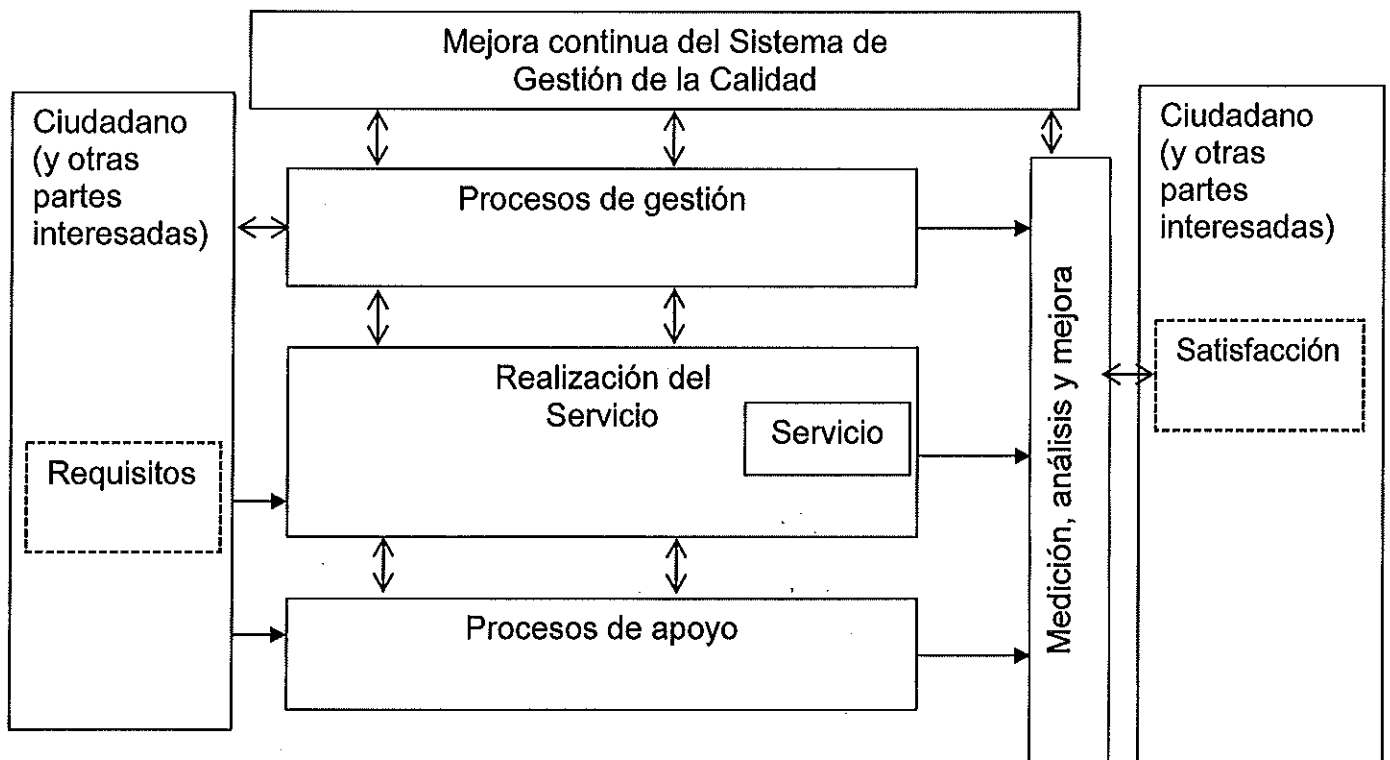 Mejora continua del Sistema de
Gestión de la Calidad
Ciudadano
(y otras
partes
interesadas)
Requisitos
Procesos de gestión
Realización del
Servicio
Servicio
Procesos de apoyo
Medición, análisis y mejora
Ciudadano
(y otras
partes
interesadas)
Satisfacción